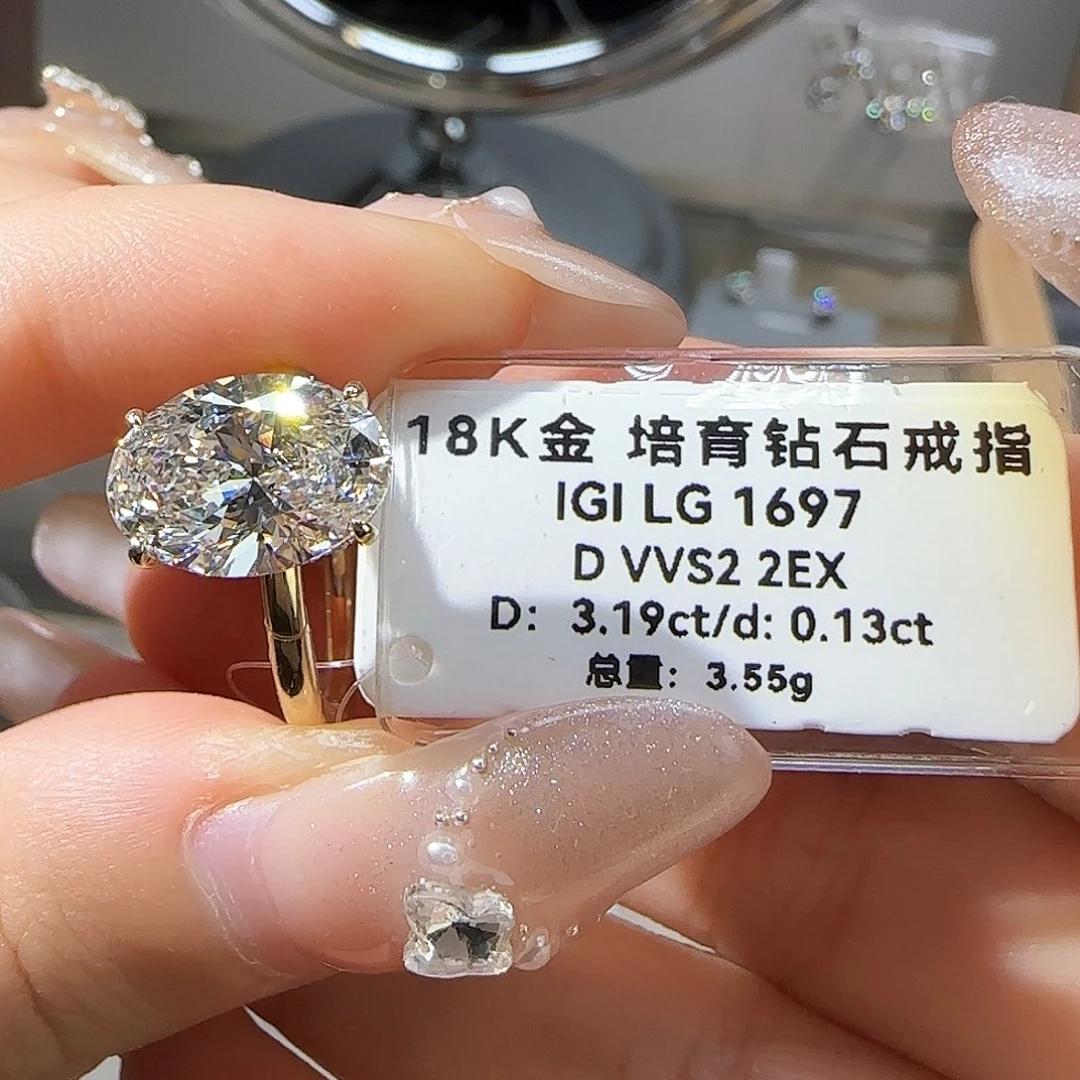 18K金 培育钻石戒指
IGI LG 1697
D VVS2 2EX
D: 3.19ct/d: 0.13ct
总重: 3.55g